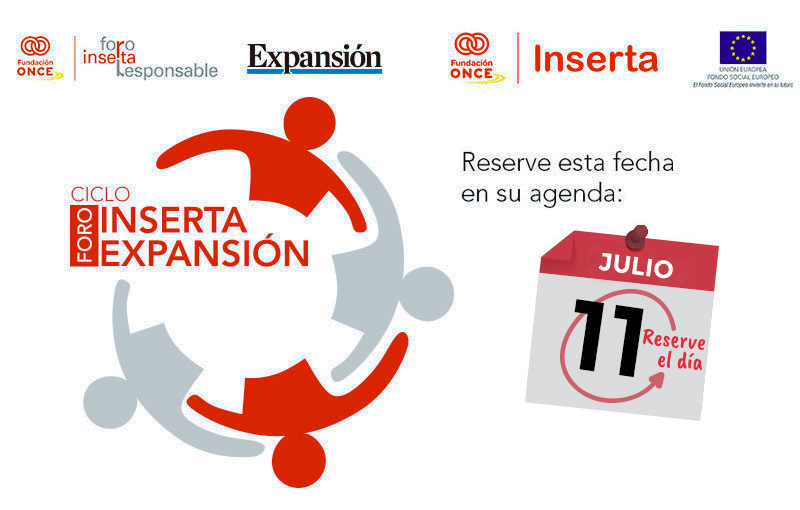 Fundación
ONCE
foro
inserta
responsable
Expansión
Fundación
ONCE
Inserta
UNIÓN EUROPEA
FONDO SOCIAL EUROPEO
El Fondo Social Europeo invierte en su futuro
CICLO
FORO
INSERTA
EXPANSIÓN
Reserve esta fecha
en su agenda:
JULIO
11
Reserve
el día